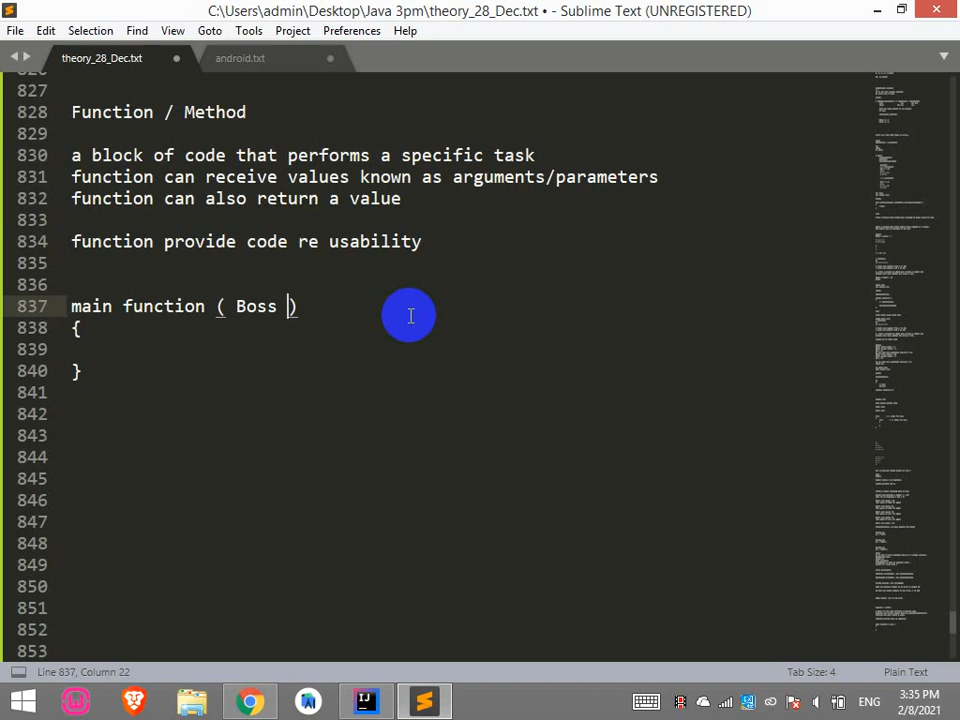 C:\Users\admin\Desktop\Java 3pm\theory_28_Dec.txt • - Sublime Text (UNREGISTERED)
File Edit Selection Find View Goto Tools Project Preferences Help
theory_28_Dec.txt android.txt
827
828 Function / Method
829
830 a block of code that performs a specific task
831 function can receive values known as arguments/parameters
832 function can also return a value
833
834 function provide code re usability
835
836
837 main function ( Boss )
838 {
839
840 }
841
842
843
844
845
846
847
848
849
850
851
852
853
Line 837, Column 22 Tab Size: 4 Plain Text
ENG
3:35 PM
2/8/2021